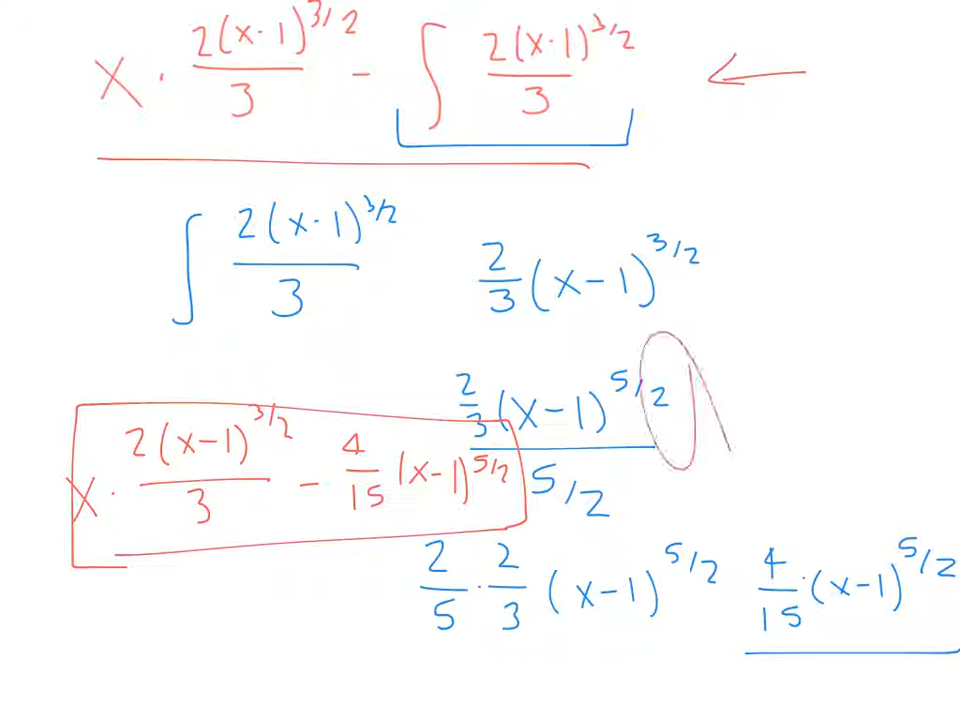 x · 2(x-1)^3/2 / 3 - ∫ 2(x-1)^3/2 / 3 ←
∫ 2(x-1)^3/2 / 3
2/3 (x-1)^3/2
2/3 (x-1)^5/2 / 5/2
x · 2(x-1)^3/2 / 3 - 4/15 (x-1)^5/2
2/5 · 2/3 (x-1)^5/2
4/15 · (x-1)^5/2